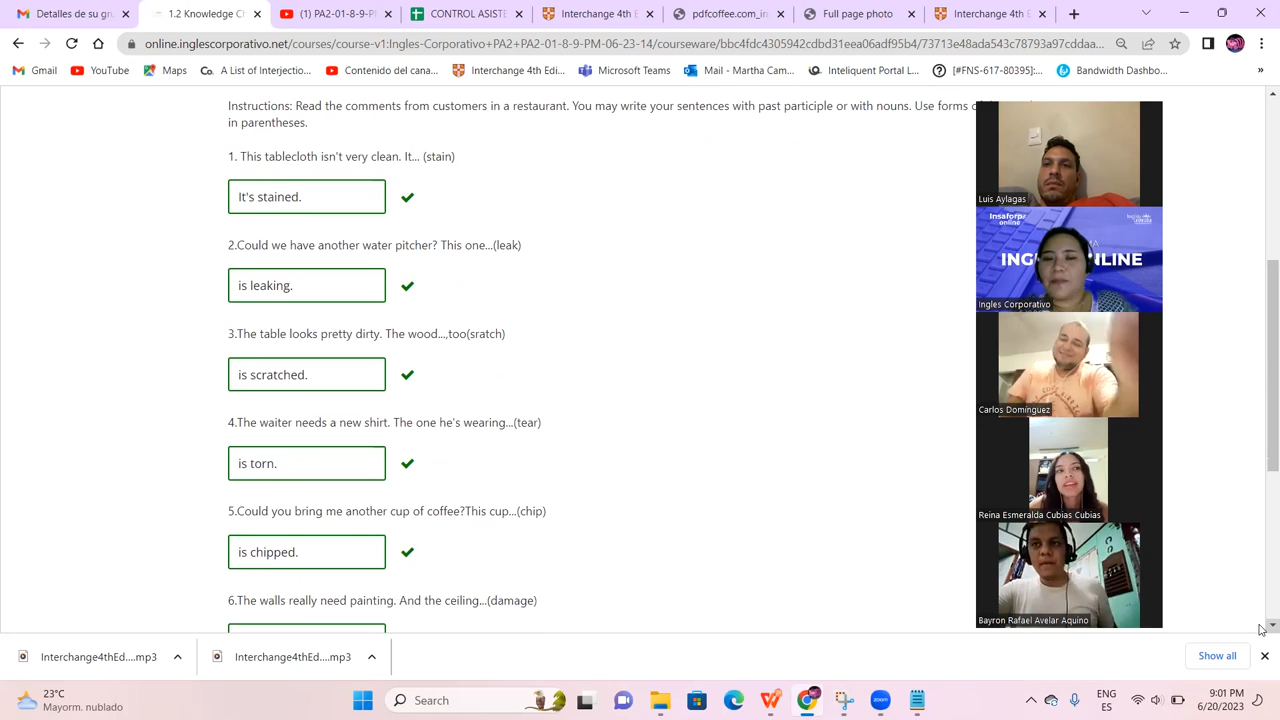 Detalles de su gru
1.2 Knowledge C
(1) PA2-01-8-9-P
CONTROL ASISTE
Interchange 4th E
pdfcoffee.com_im
Full page photo
Interchange 4th E
online.inglescorporativo.net/courses/course-v1:Ingles-Corporativo+PA2+PA2-01-8-9-PM-06-23-14/courseware/bbc4fdc4305942cdbd31eea06adf95b4/73713e48ada543c78793a97cddaa...
Gmail
YouTube
Maps
A List of Interjectio...
Contenido del cana...
Interchange 4th Edi...
Microsoft Teams
Mail - Martha Cam...
Inteliquent Portal L...
[#FNS-617-80395]:...
Bandwidth Dashbo...
»
Instructions: Read the comments from customers in a restaurant. You may write your sentences with past participle or with nouns. Use forms
in parentheses.
1. This tablecloth isn't very clean. It... (stain)
It's stained.
2.Could we have another water pitcher? This one...(leak)
is leaking.
3.The table looks pretty dirty. The wood...,too(sratch)
is scratched.
4.The waiter needs a new shirt. The one he's wearing...(tear)
is torn.
5.Could you bring me another cup of coffee?This cup...(chip)
is chipped.
6.The walls really need painting. And the ceiling...(damage)
Luis Aylagas
Insaforp
online
ING
NLINE
Ingles Corporativo
Carlos Domínguez
Reina Esmeralda Cubias Cubias
Bayron Rafael Avelar Aquino
Interchange4thEd....mp3
Interchange4thEd....mp3
Show all
23°C
Mayorm. nublado
Search
ENG
ES
9:01 PM
6/20/2023